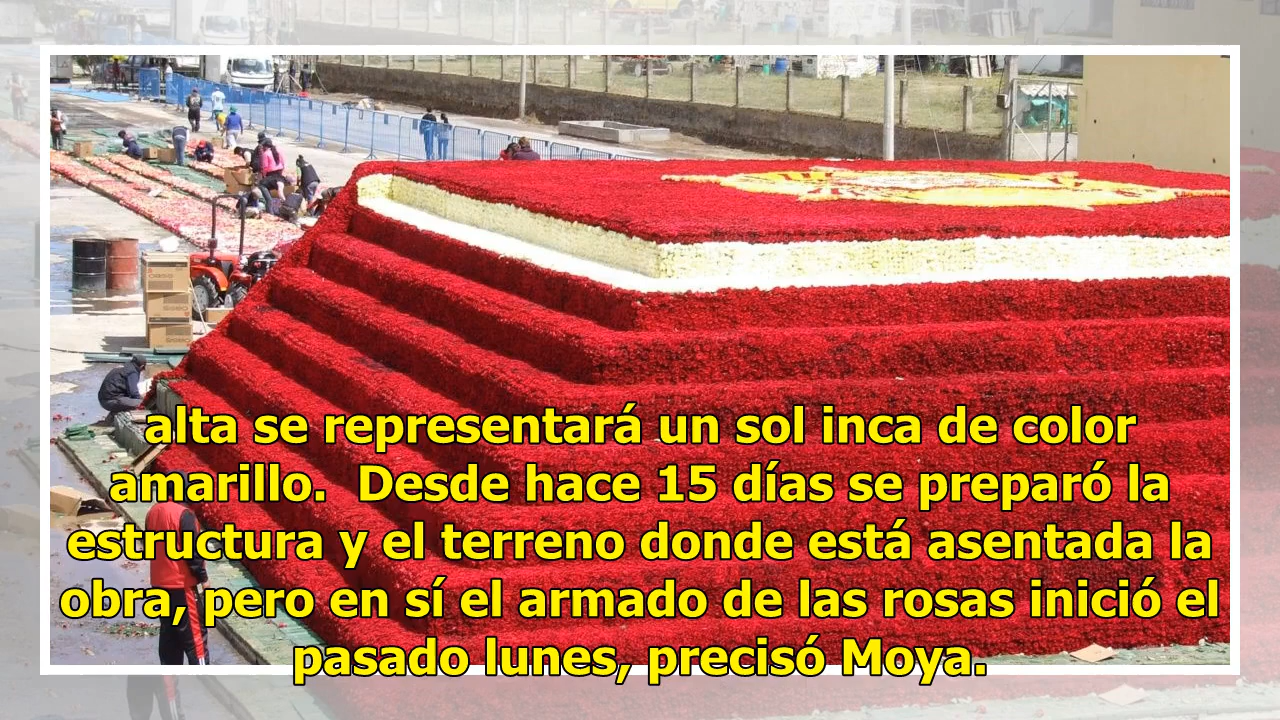 alta se representará un sol inca de color
amarillo.  Desde hace 15 días se preparó la
estructura y el terreno donde está asentada la
obra, pero en sí el armado de las rosas inició el
pasado lunes, precisó Moya.